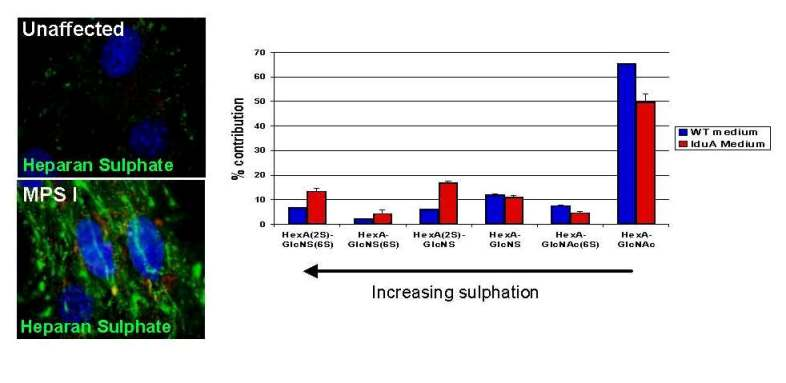 Unaffected
Heparan Sulphate
MPS I
Heparan Sulphate
% contribution
70
60
50
40
30
20
10
0
HexA(2S)-
GlcNS(6S)
HexA-
GlcNS(6S)
HexA(2S)-
GlcNS
HexA-
GlcNS
HexA-
GlcNAc(6S)
HexA-
GlcNAc
WT medium
IduA Medium
Increasing sulphation